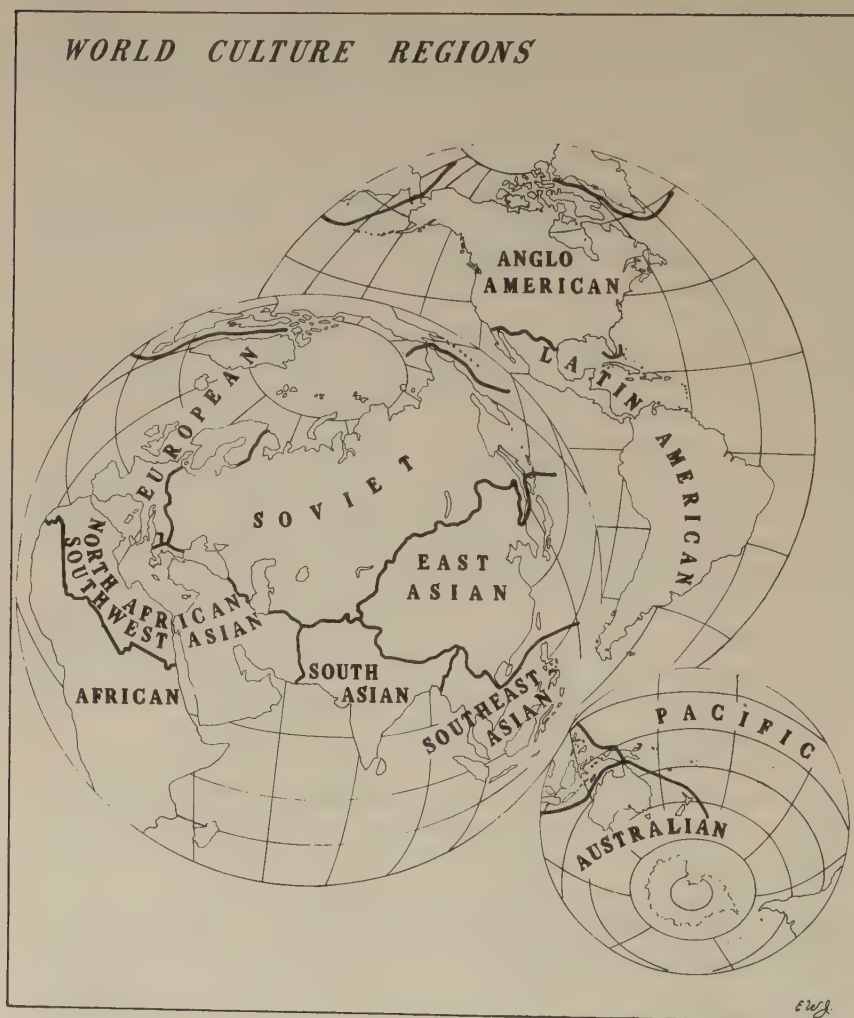 WORLD CULTURE REGIONS
ANGLO
AMERICAN
LATIN AMERICAN
EUROPEAN
SOVIET
EAST
ASIAN
NORTH AFRICAN
SOUTHWEST ASIAN
AFRICAN
SOUTH
ASIAN
SOUTHEAST
ASIAN
PACIFIC
AUSTRALIAN
EWJ.